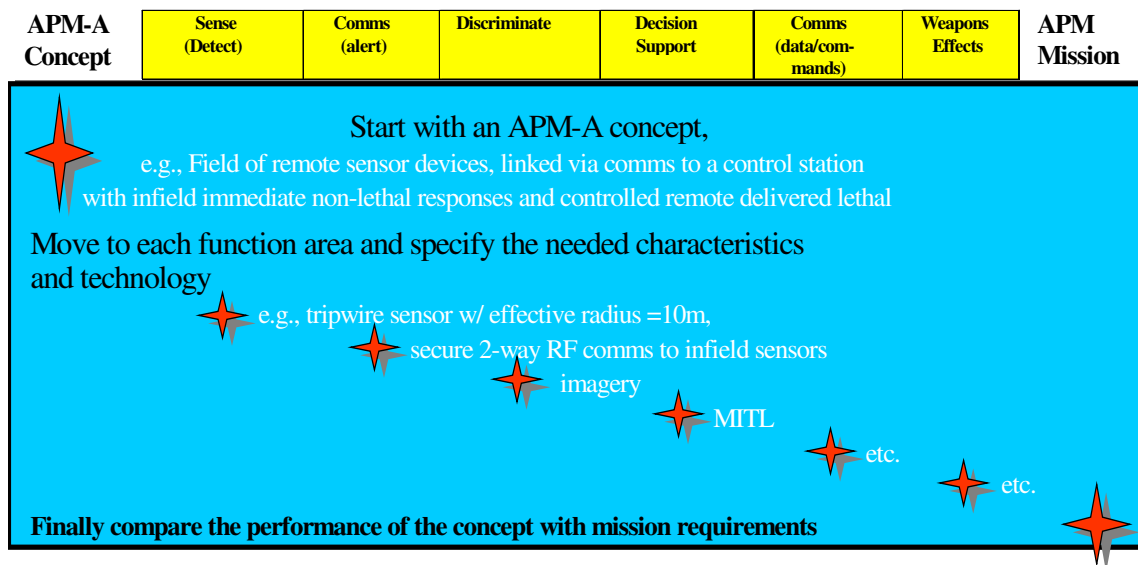 APM-A
Concept
Sense
(Detect)
Comms
(alert)
Discriminate
Decision
Support
Comms
(data/com-
mands)
Weapons
Effects
APM
Mission
Start with an APM-A concept,
e.g., Field of remote sensor devices, linked via comms to a control station
with infield immediate non-lethal responses and controlled remote delivered lethal
Move to each function area and specify the needed characteristics
and technology
e.g., tripwire sensor w/ effective radius =10m,
secure 2-way RF comms to infield sensors
imagery
MITL
etc.
etc.
Finally compare the performance of the concept with mission requirements